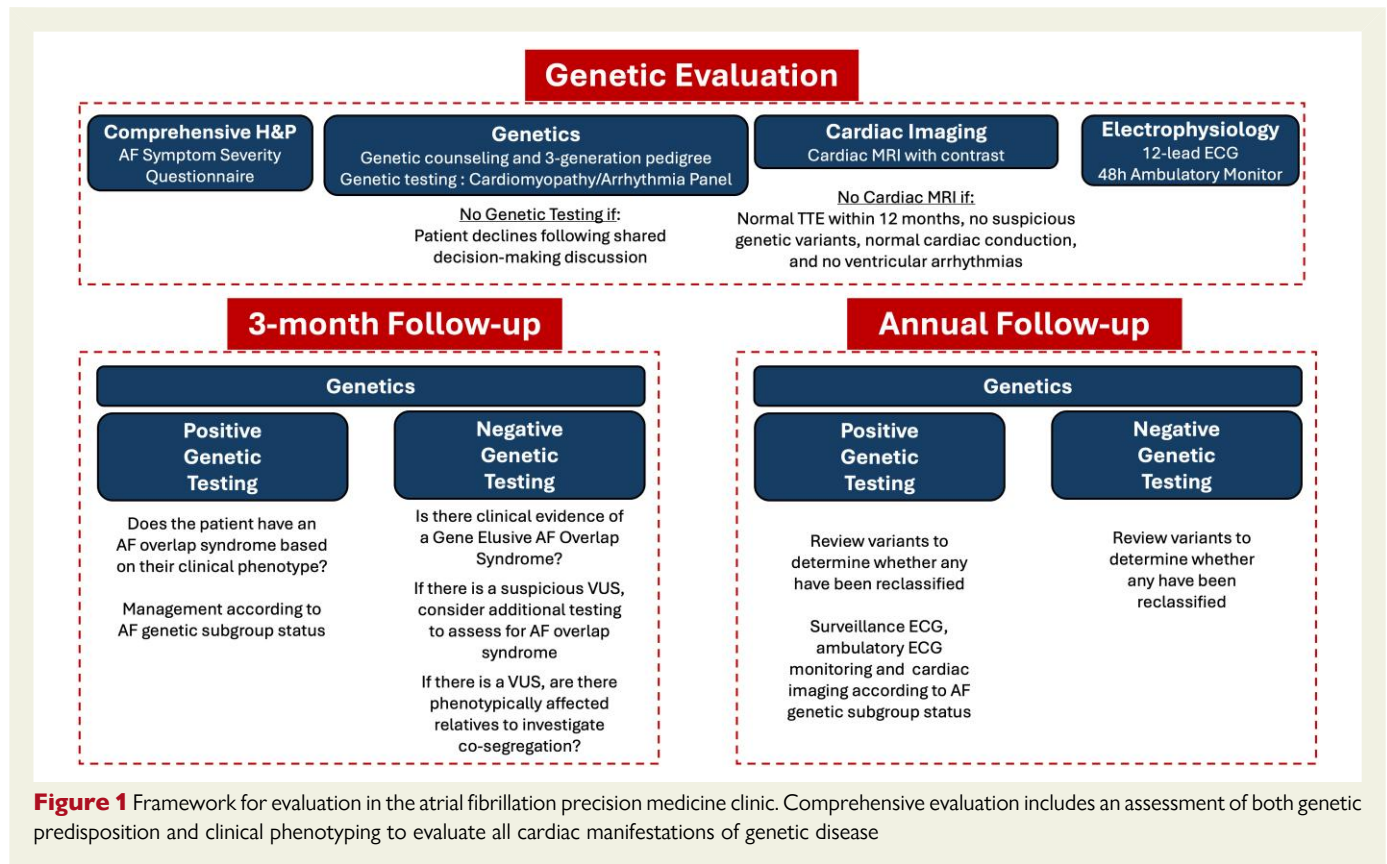 Genetic Evaluation
Comprehensive H&P
AF Symptom Severity
Questionnaire
Genetics
Genetic counseling and 3-generation pedigree
Genetic testing : Cardiomyopathy/Arrhythmia Panel
No Genetic Testing if:
Patient declines following shared
decision-making discussion
Cardiac Imaging
Cardiac MRI with contrast
No Cardiac MRI if:
Normal TTE within 12 months, no suspicious
genetic variants, normal cardiac conduction,
and no ventricular arrhythmias
Electrophysiology
12-lead ECG
48h Ambulatory Monitor
3-month Follow-up
Genetics
Positive
Genetic
Testing
Does the patient have an
AF overlap syndrome based
on their clinical phenotype?
Management according to
AF genetic subgroup status
Negative
Genetic
Testing
Is there clinical evidence of
a Gene Elusive AF Overlap
Syndrome?
If there is a suspicious VUS,
consider additional testing
to assess for AF overlap
syndrome
If there is a VUS, are there
phenotypically affected
relatives to investigate
co-segregation?
Annual Follow-up
Genetics
Positive
Genetic
Testing
Review variants to
determine whether any
have been reclassified
Surveillance ECG,
ambulatory ECG
monitoring and cardiac
imaging according to AF
genetic subgroup status
Negative
Genetic
Testing
Review variants to
determine whether
any have been
reclassified
Figure 1 Framework for evaluation in the atrial fibrillation precision medicine clinic. Comprehensive evaluation includes an assessment of both genetic
predisposition and clinical phenotyping to evaluate all cardiac manifestations of genetic disease